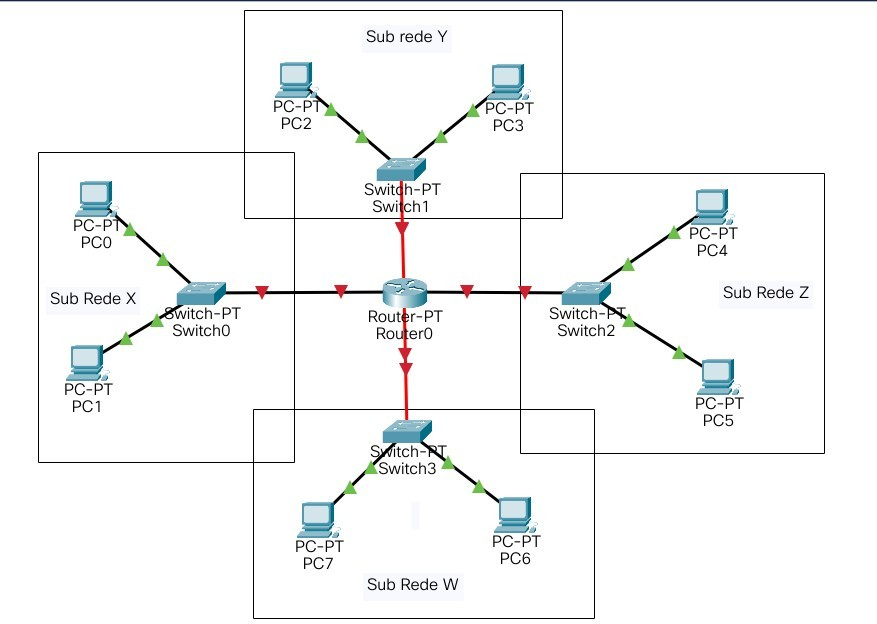 Sub rede Y
PC-PT
PC2
PC-PT
PC3
Switch-PT
Switch1
PC-PT
PC0
Sub Rede X
Switch-PT
Switch0
PC-PT
PC1
Router-PT
Router0
PC-PT
PC4
Sub Rede Z
Switch-PT
Switch2
PC-PT
PC5
Switch-PT
Switch3
PC-PT
PC7
PC-PT
PC6
Sub Rede W